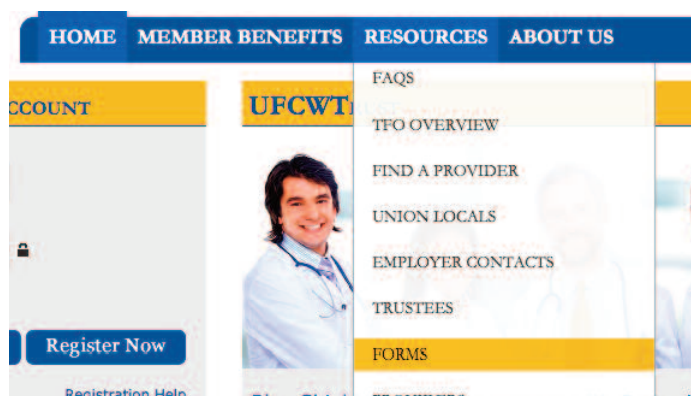 HOME MEMBER BENEFITS RESOURCES ABOUT US
CCOUNT
UFCWT
FAQS
TFO OVERVIEW
FIND A PROVIDER
UNION LOCALS
EMPLOYER CONTACTS
TRUSTEES
FORMS
Register Now
Registration Help